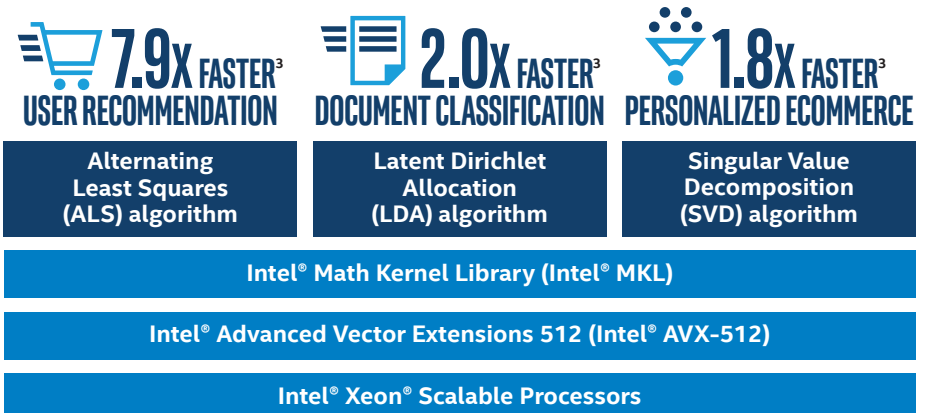 7.9X FASTER³
USER RECOMMENDATION
2.0X FASTER³
DOCUMENT CLASSIFICATION
1.8X FASTER³
PERSONALIZED ECOMMERCE
Alternating
Least Squares
(ALS) algorithm
Latent Dirichlet
Allocation
(LDA) algorithm
Singular Value
Decomposition
(SVD) algorithm
Intel® Math Kernel Library (Intel® MKL)
Intel® Advanced Vector Extensions 512 (Intel® AVX-512)
Intel® Xeon® Scalable Processors